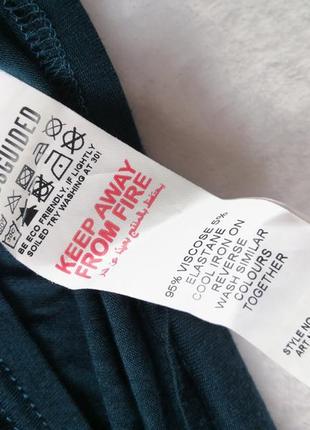 SGUIDED
BE ECO FRIENDLY, IF LIGHTLY
SOILED TRY WASHING AT 30!
KEEP AWAY
FROM FIRE
95% VISCOSE 5%
ELASTANE
COOL IRON ON
REVERSE
WASH SIMILAR
COLOURS
TOGETHER
STYLE NO
ART